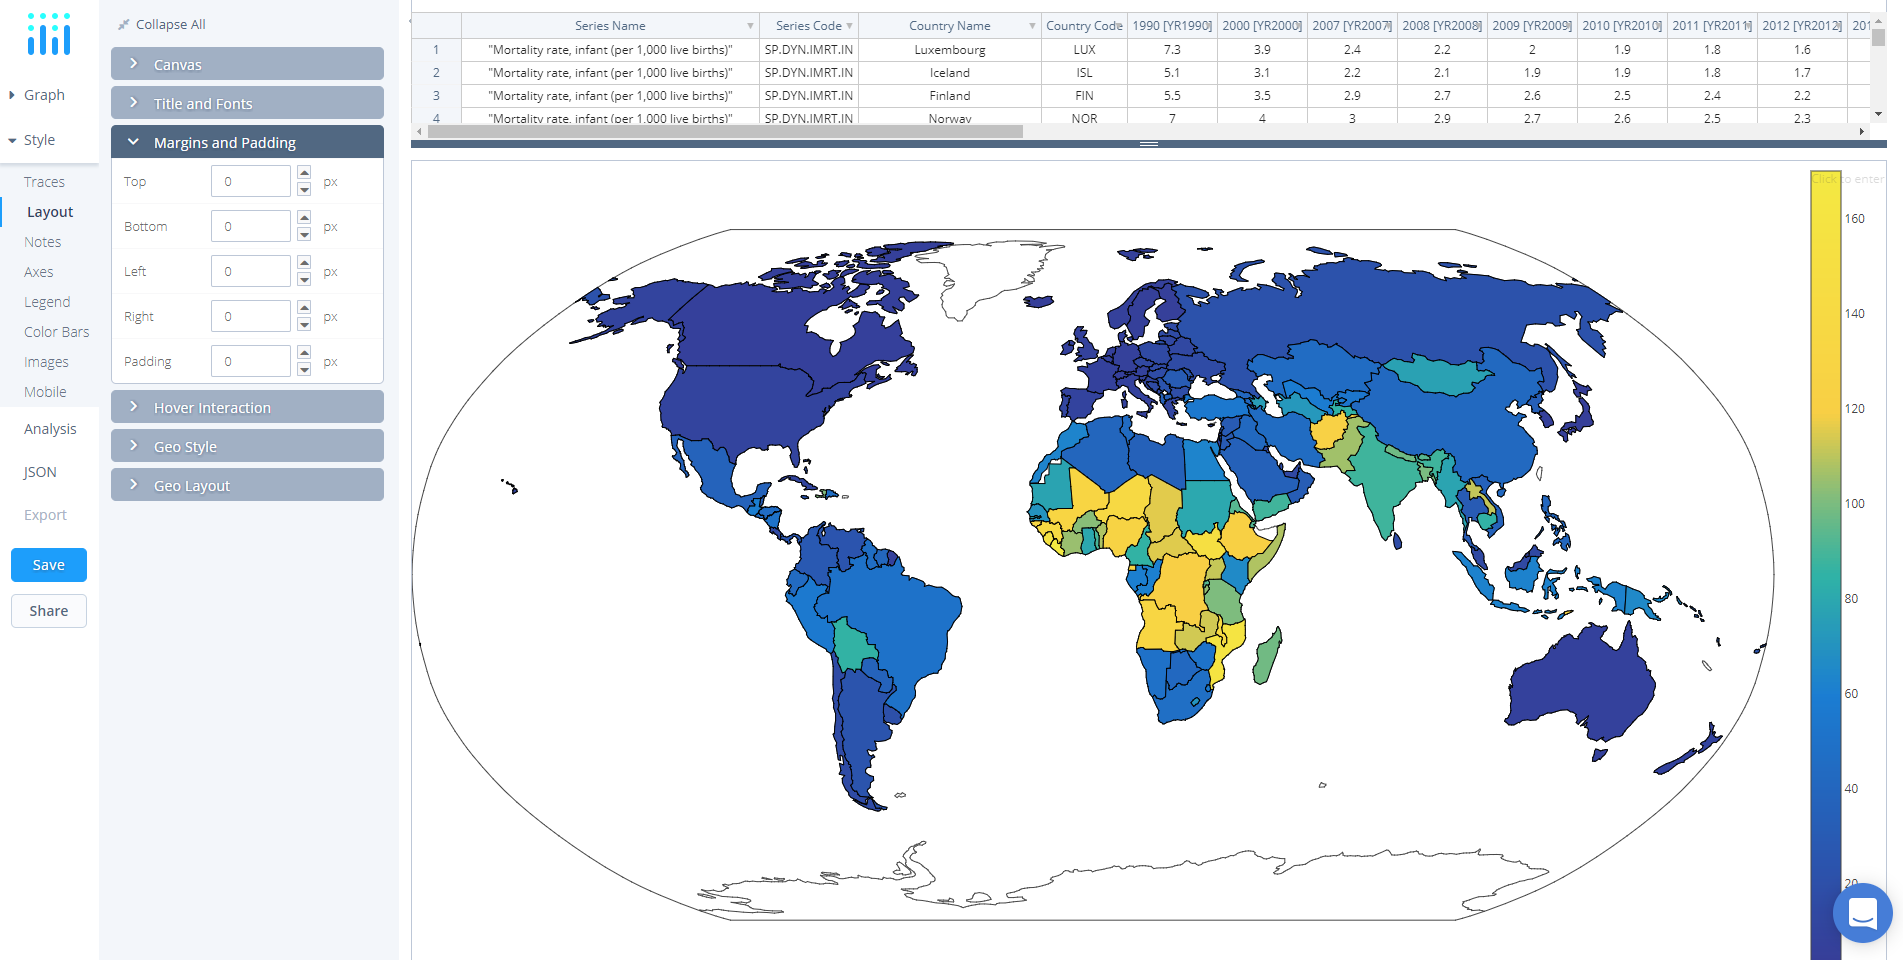 Collapse All
Canvas
Title and Fonts
Margins and Padding
Top 0 px
Bottom 0 px
Left 0 px
Right 0 px
Padding 0 px
Hover Interaction
Geo Style
Geo Layout
Graph
Style
Traces
Layout
Notes
Axes
Legend
Color Bars
Images
Mobile
Analysis
JSON
Export
Save
Share
Series Name Series Code Country Name Country Code 1990 [YR1990] 2000 [YR2000] 2007 [YR2007] 2008 [YR2008] 2009 [YR2009] 2010 [YR2010] 2011 [YR2011] 2012 [YR2012] 201
1 "Mortality rate, infant (per 1,000 live births)" SP.DYN.IMRT.IN Luxembourg LUX 7.3 3.9 2.4 2.2 2 1.9 1.8 1.6
2 "Mortality rate, infant (per 1,000 live births)" SP.DYN.IMRT.IN Iceland ISL 5.1 3.1 2.2 2.1 1.9 1.9 1.8 1.7
3 "Mortality rate, infant (per 1,000 live births)" SP.DYN.IMRT.IN Finland FIN 5.5 3.5 2.9 2.7 2.6 2.5 2.4 2.2
4 "Mortality rate, infant (per 1,000 live births)" SP.DYN.IMRT.IN Norway NOR 7 4 3 2.9 2.7 2.6 2.5 2.3
Click to enter
160
140
120
100
80
60
40
20